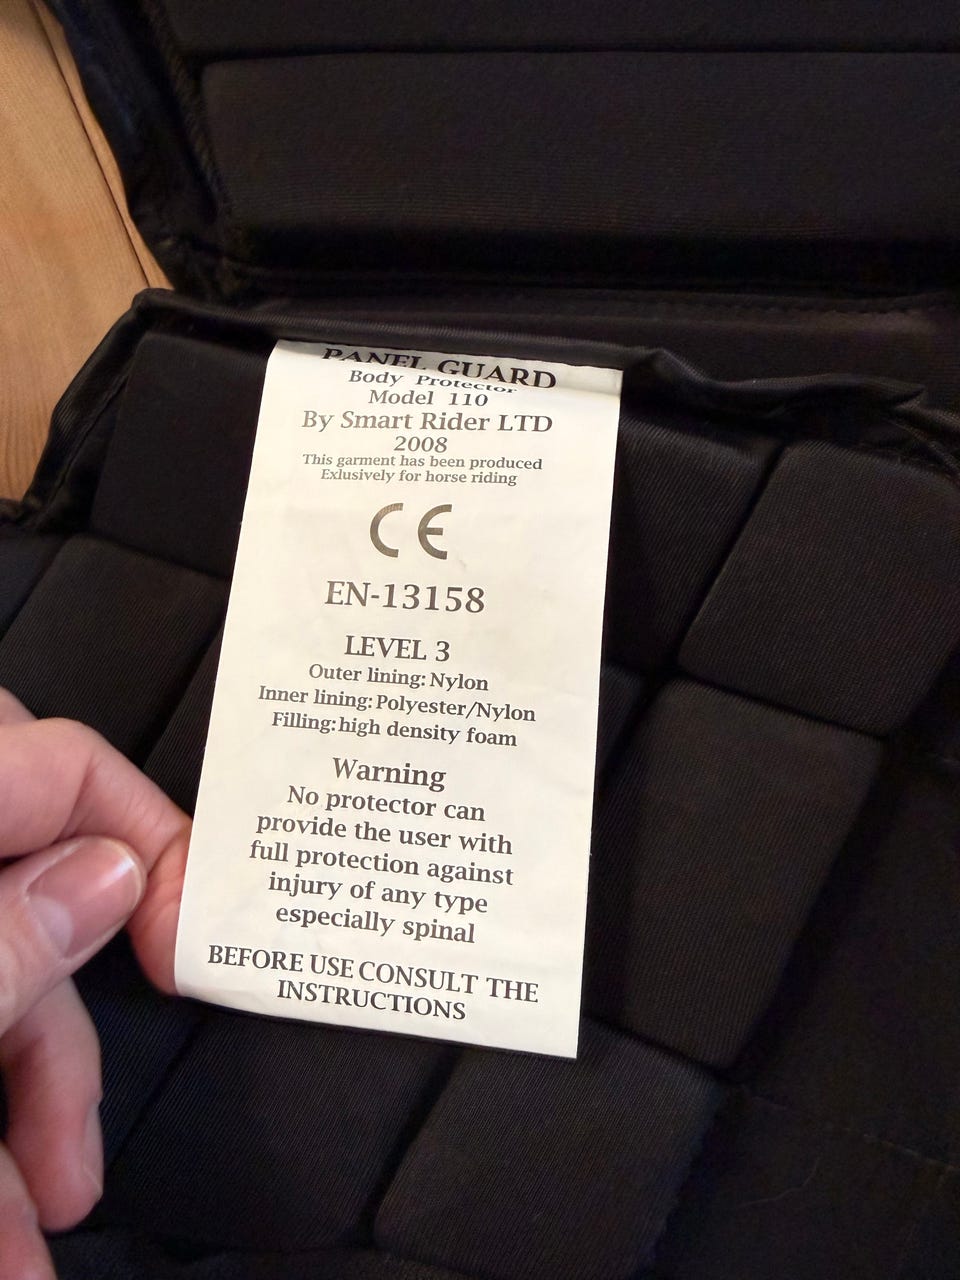 PANEL GUARD
Body Protector
Model 110
By Smart Rider LTD
2008
This garment has been produced
Exlusively for horse riding
CE
EN-13158
LEVEL 3
Outer lining: Nylon
Inner lining: Polyester/Nylon
Filling: high density foam
Warning
No protector can
provide the user with
full protection against
injury of any type
especially spinal
BEFORE USE CONSULT THE
INSTRUCTIONS